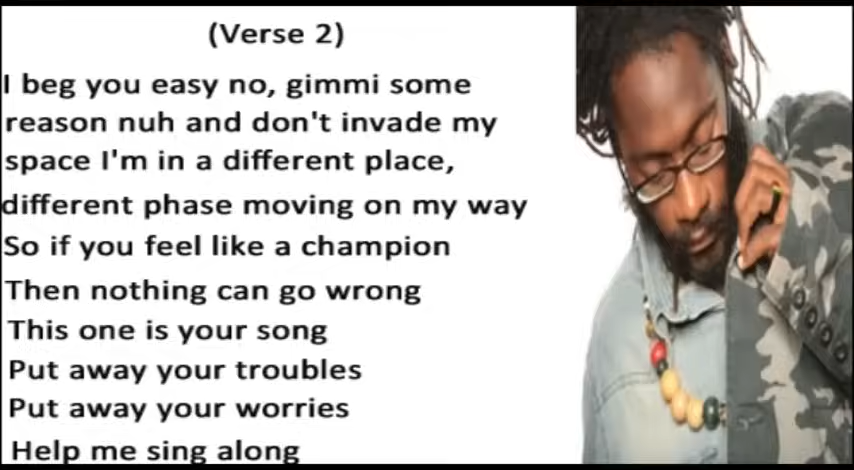 (Verse 2)
I beg you easy no, gimmi some
reason nuh and don't invade my
space I'm in a different place,
different phase moving on my way
So if you feel like a champion
Then nothing can go wrong
This one is your song
Put away your troubles
Put away your worries
Help me sing along